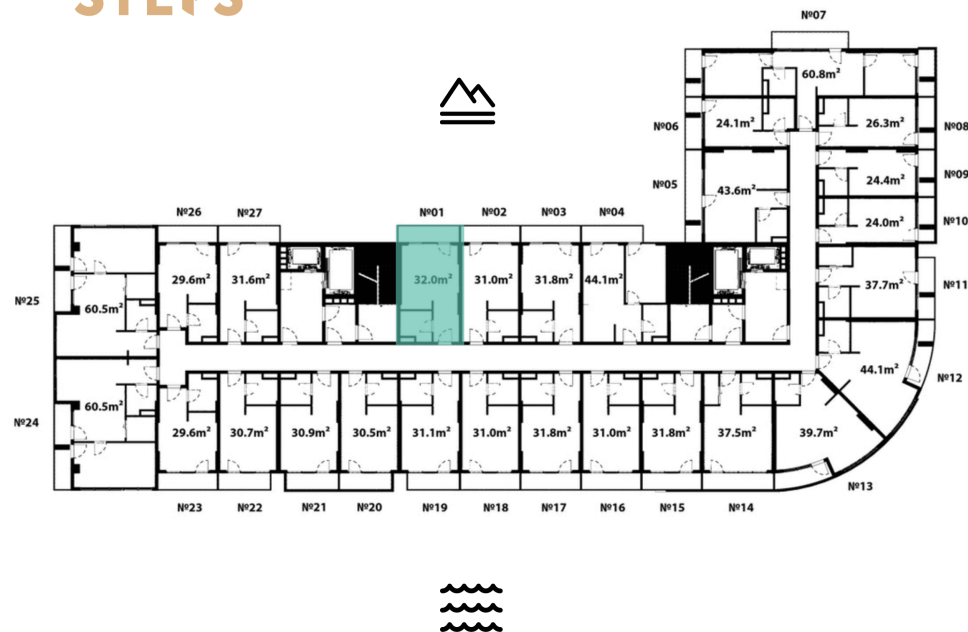 STEPS
№07
60.8m²
№06
24.1m²
26.3m²
№08
№05
43.6m²
24.4m²
№09
24.0m²
№10
№26
№27
№01
№02
№03
№04
№25
60.5m²
29.6m²
31.6m²
32.0m²
31.0m²
31.8m²
44.1m²
37.7m²
№11
44.1m²
№12
№24
60.5m²
29.6m²
30.7m²
30.9m²
30.5m²
31.1m²
31.0m²
31.8m²
31.0m²
31.8m²
37.5m²
39.7m²
№13
№23
№22
№21
№20
№19
№18
№17
№16
№15
№14